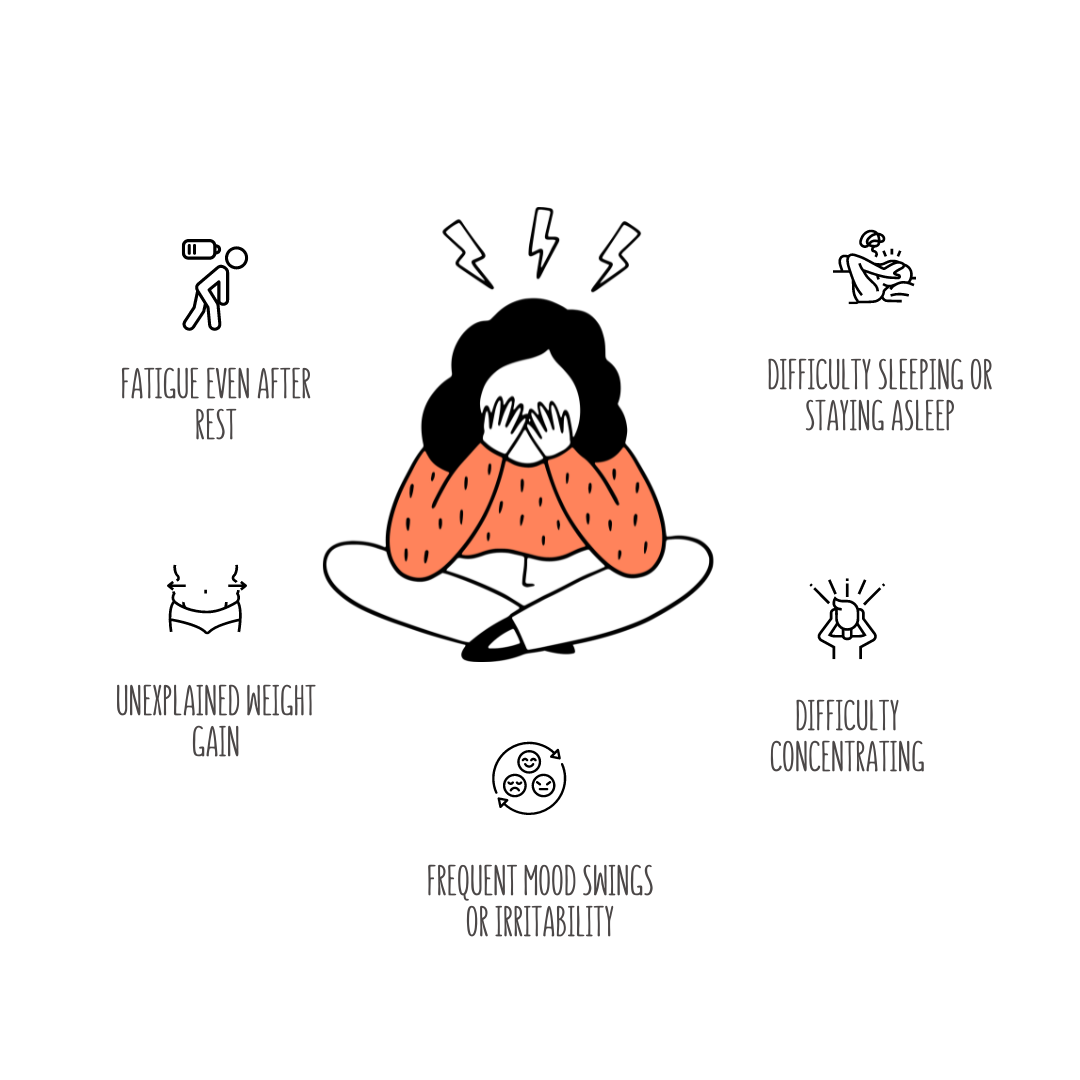 FATIGUE EVEN AFTER
REST
DIFFICULTY SLEEPING OR
STAYING ASLEEP
UNEXPLAINED WEIGHT
GAIN
DIFFICULTY
CONCENTRATING
FREQUENT MOOD SWINGS
OR IRRITABILITY